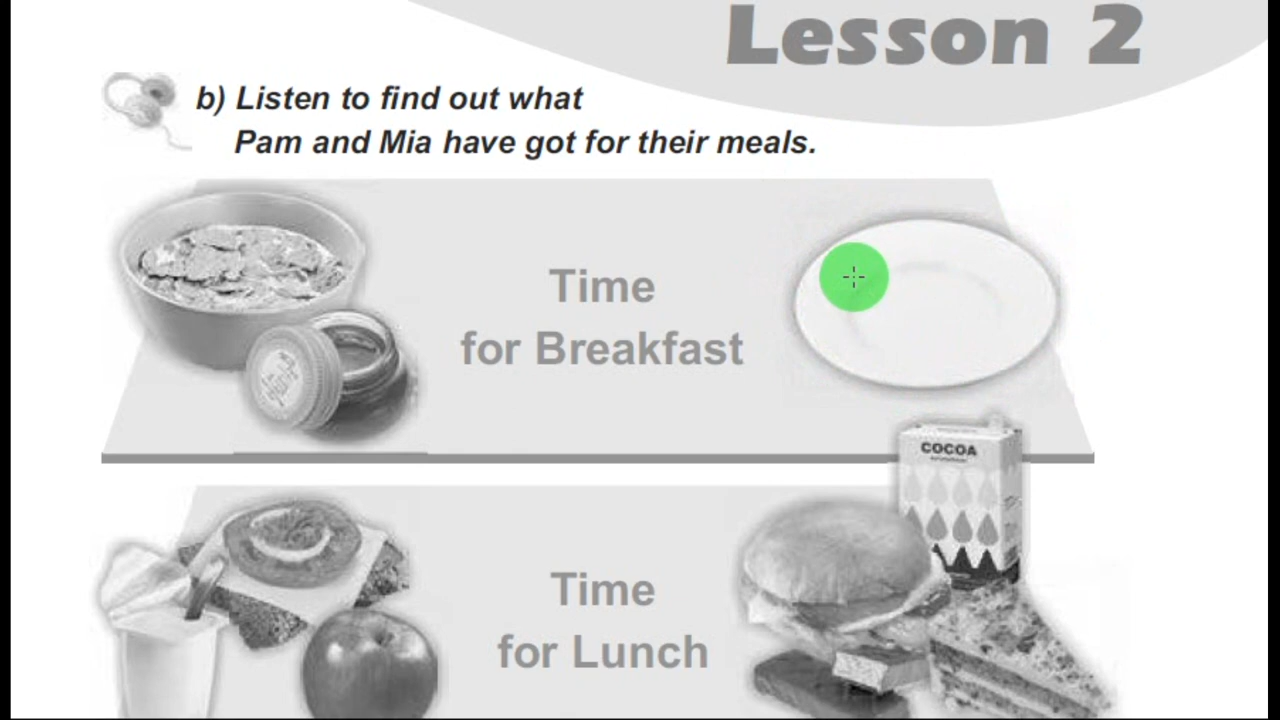 Lesson 2
b) Listen to find out what
Pam and Mia have got for their meals.
Time
for Breakfast
COCOA
Time
for Lunch